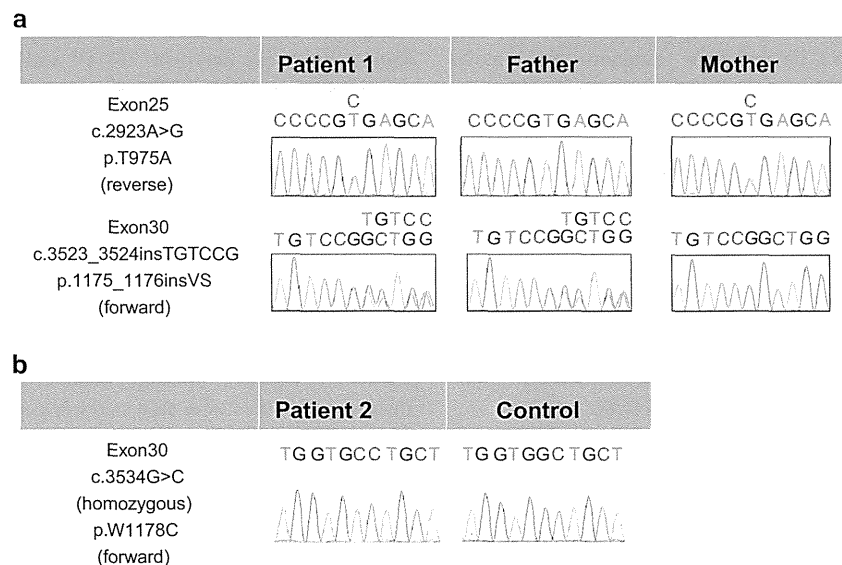 a
Patient 1 Father Mother
Exon25
c.2923A>G
p.T975A
(reverse)
C
CCCCGTGAGCA
CCCCGTGAGCA
C
CCCCGTGAGCA
Exon30
c.3523_3524insTGTCCG
p.1175_1176insVS
(forward)
TGTCC
TGTCCGGCTGG
TGTCC
TGTCCGGCTGG
TGTCCGGCTGG
b
Patient 2 Control
Exon30
c.3534G>C
(homozygous)
p.W1178C
(forward)
TGGTGCCTGCT
TGGTGGCTGCT